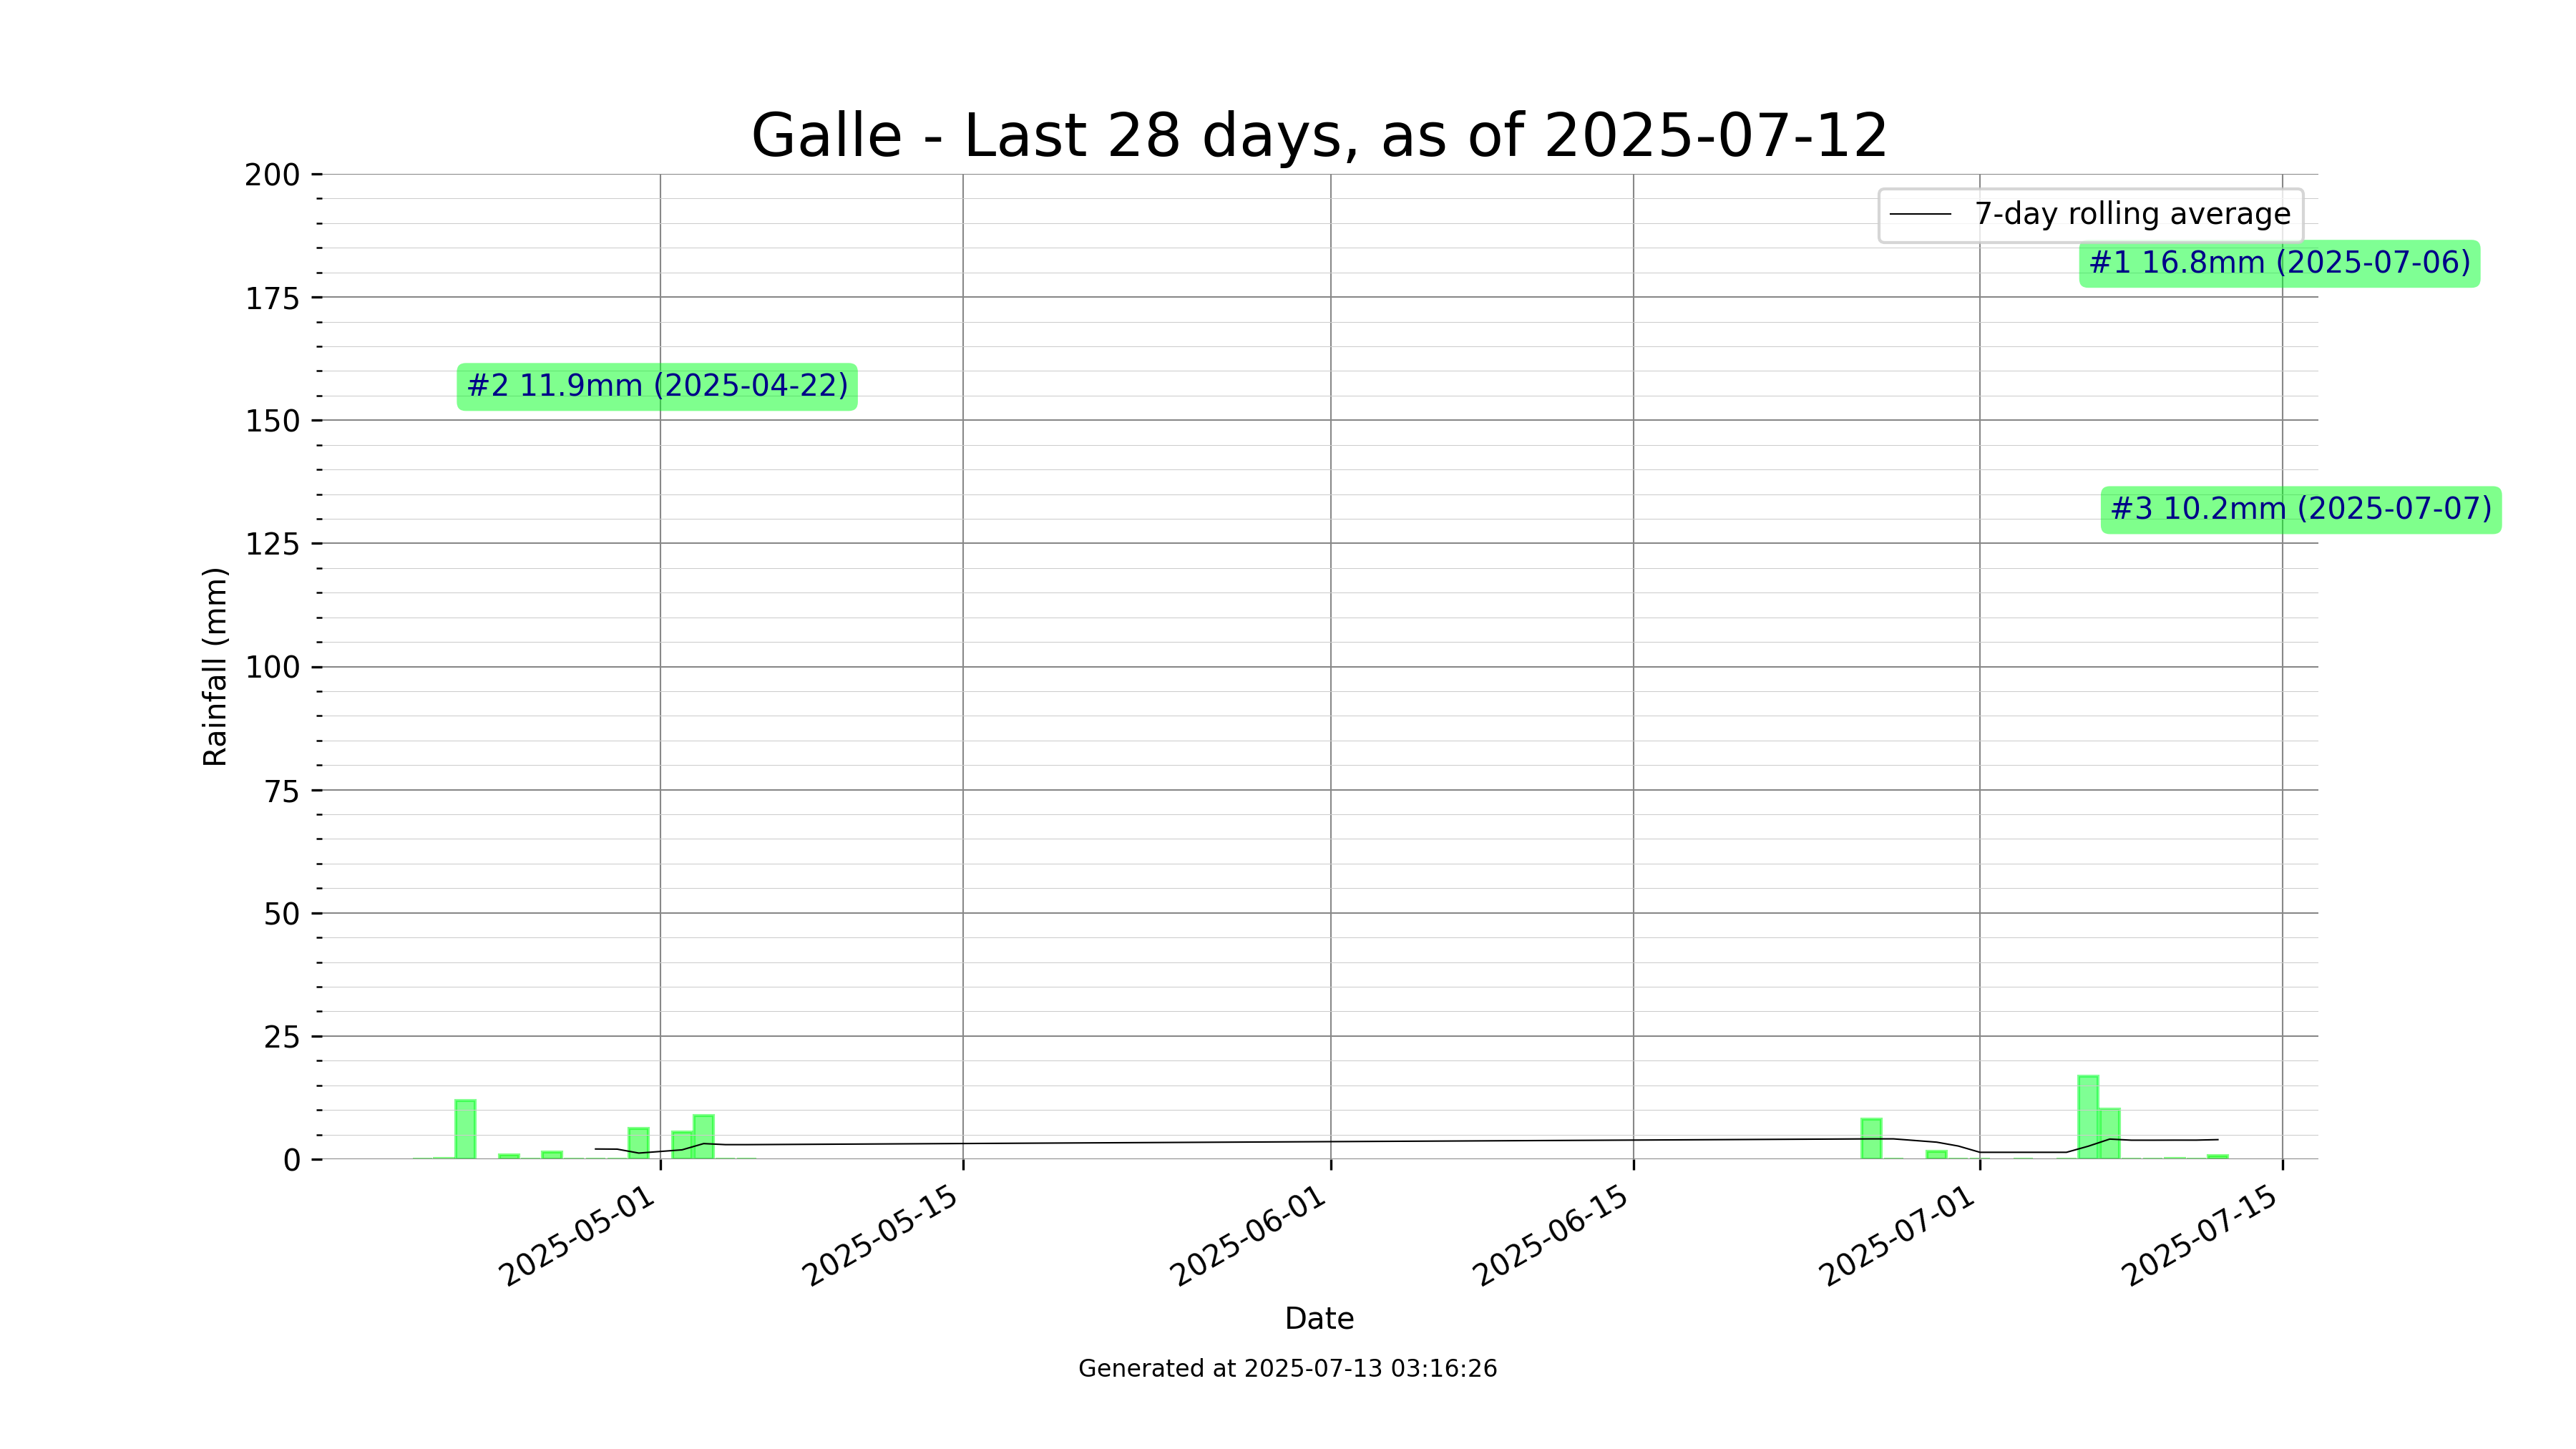 Galle - Last 28 days, as of 2025-07-12
200
175
150
125
100
75
50
25
0
Rainfall (mm)
7-day rolling average
#1 16.8mm (2025-07-06)
#2 11.9mm (2025-04-22)
#3 10.2mm (2025-07-07)
2025-05-01
2025-05-15
2025-06-01
2025-06-15
2025-07-01
2025-07-15
Date
Generated at 2025-07-13 03:16:26